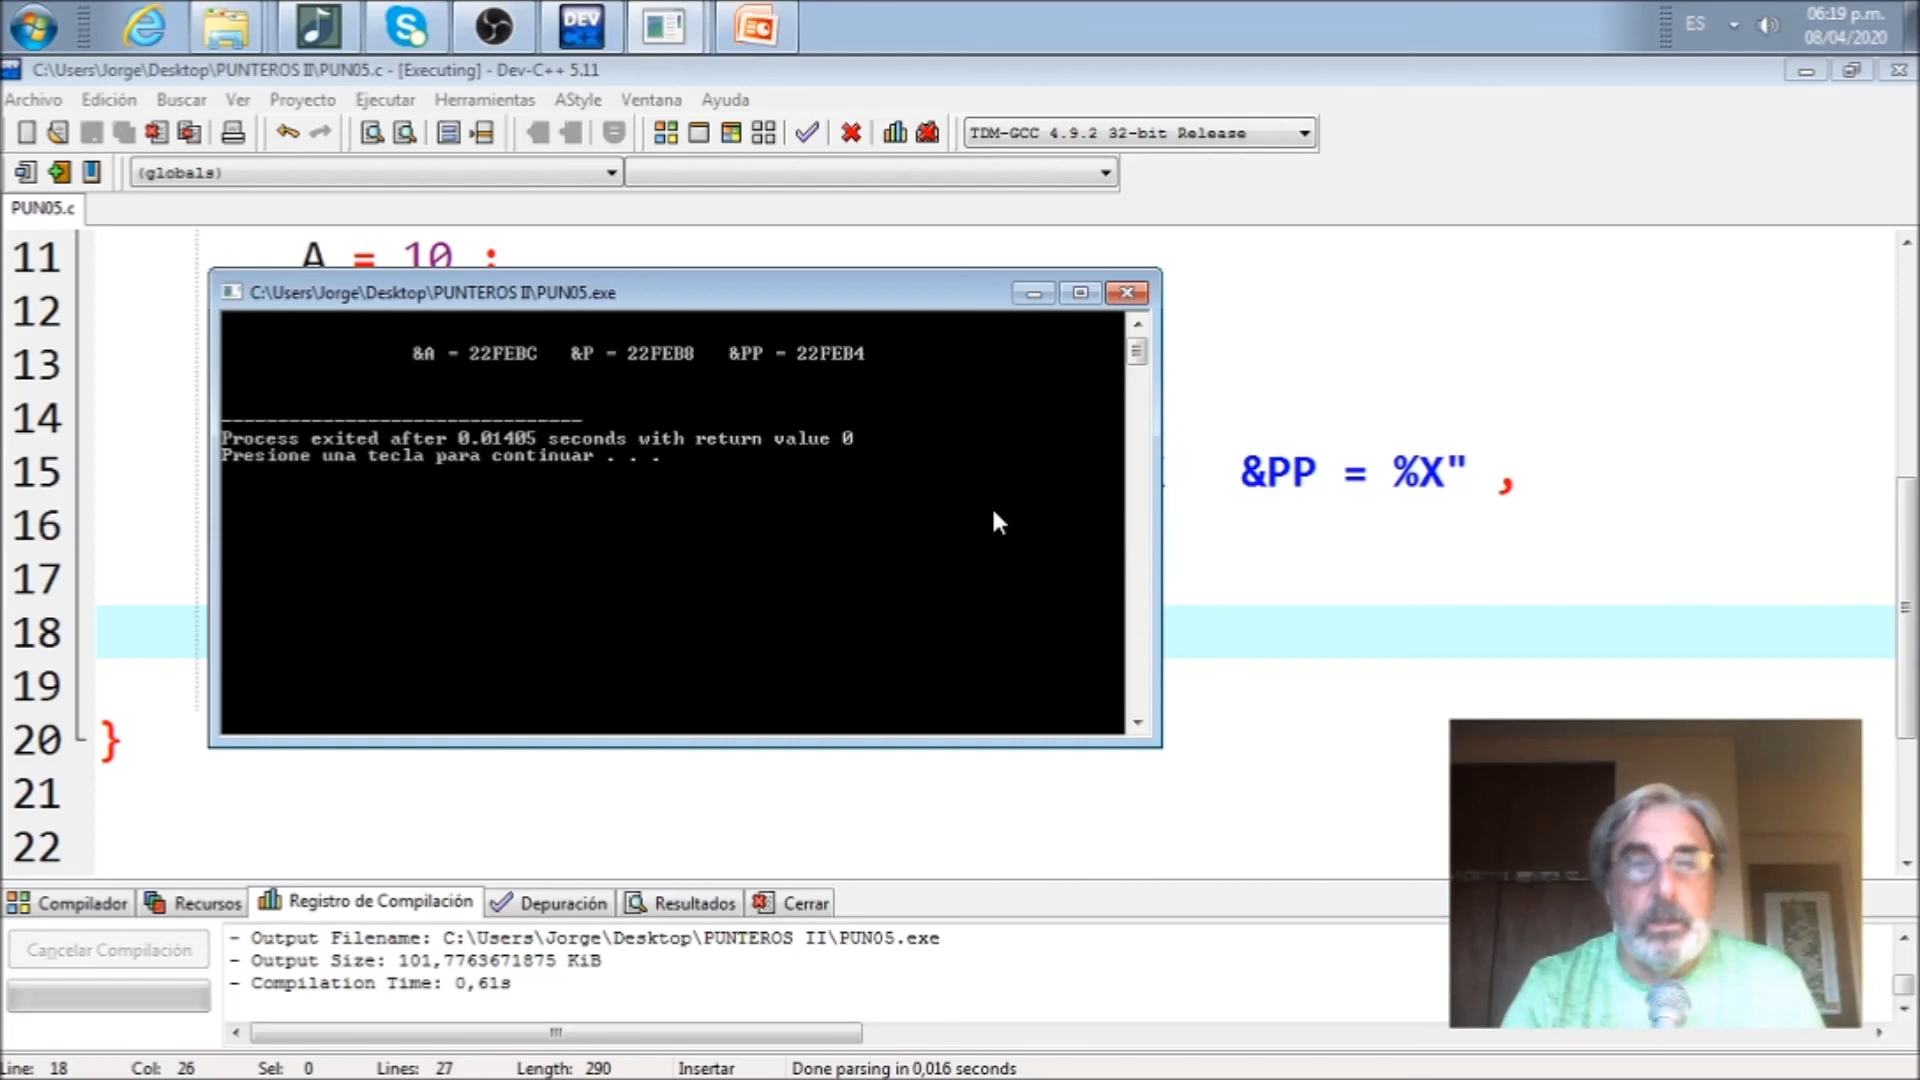 DEV
C++
ES
06:19 p.m.
08/04/2020
C:\Users\Jorge\Desktop\PUNTEROS II\PUN05.c - [Executing] - Dev-C++ 5.11
Archivo Edición Buscar Ver Proyecto Ejecutar Herramientas AStyle Ventana Ayuda
TDM-GCC 4.9.2 32-bit Release
(globals)
PUN05.c
11 A = 10 ;
C:\Users\Jorge\Desktop\PUNTEROS II\PUN05.exe
12
13
&A = 22FEBC &P = 22FEB8 &PP = 22FEB4
14
--------------------------------
Process exited after 0.01405 seconds with return value 0
Presione una tecla para continuar . . .
15 &PP = %X" ,
16
17
18
19
20 }
21
22
Compilador Recursos Registro de Compilación Depuración Resultados Cerrar
Cancelar Compilación
- Output Filename: C:\Users\Jorge\Desktop\PUNTEROS II\PUN05.exe
- Output Size: 101,7763671875 KiB
- Compilation Time: 0,61s
Line: 18 Col: 26 Sel: 0 Lines: 27 Length: 290 Insertar Done parsing in 0,016 seconds